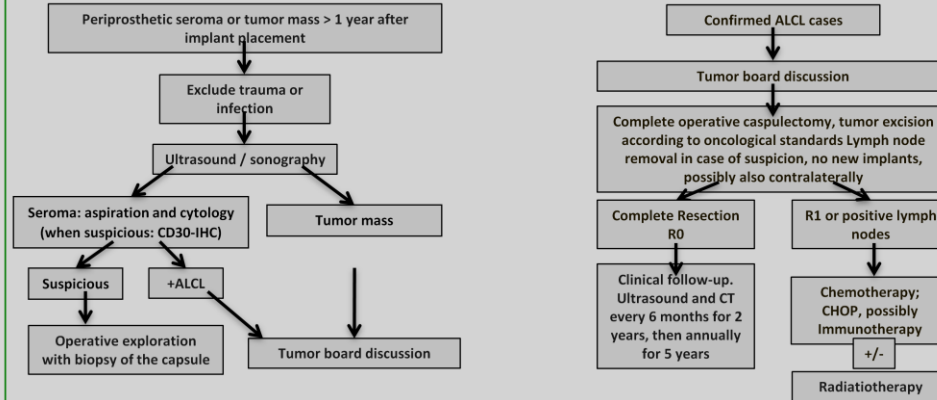 Periprosthetic seroma or tumor mass > 1 year after
implant placement
Exclude trauma or
infection
Ultrasound / sonography
Seroma: aspiration and cytology
(when suspicious: CD30-IHC)
Tumor mass
Suspicious
+ALCL
Operative exploration
with biopsy of the capsule
Tumor board discussion
Confirmed ALCL cases
Tumor board discussion
Complete operative caspulectomy, tumor excision
according to oncological standards Lymph node
removal in case of suspicion, no new implants,
possibly also contralaterally
Complete Resection
R0
R1 or positive lymph
nodes
Clinical follow-up.
Ultrasound and CT
every 6 months for 2
years, then annually
for 5 years
Chemotherapy;
CHOP, possibly
Immunotherapy
+/-
Radiatiotherapy